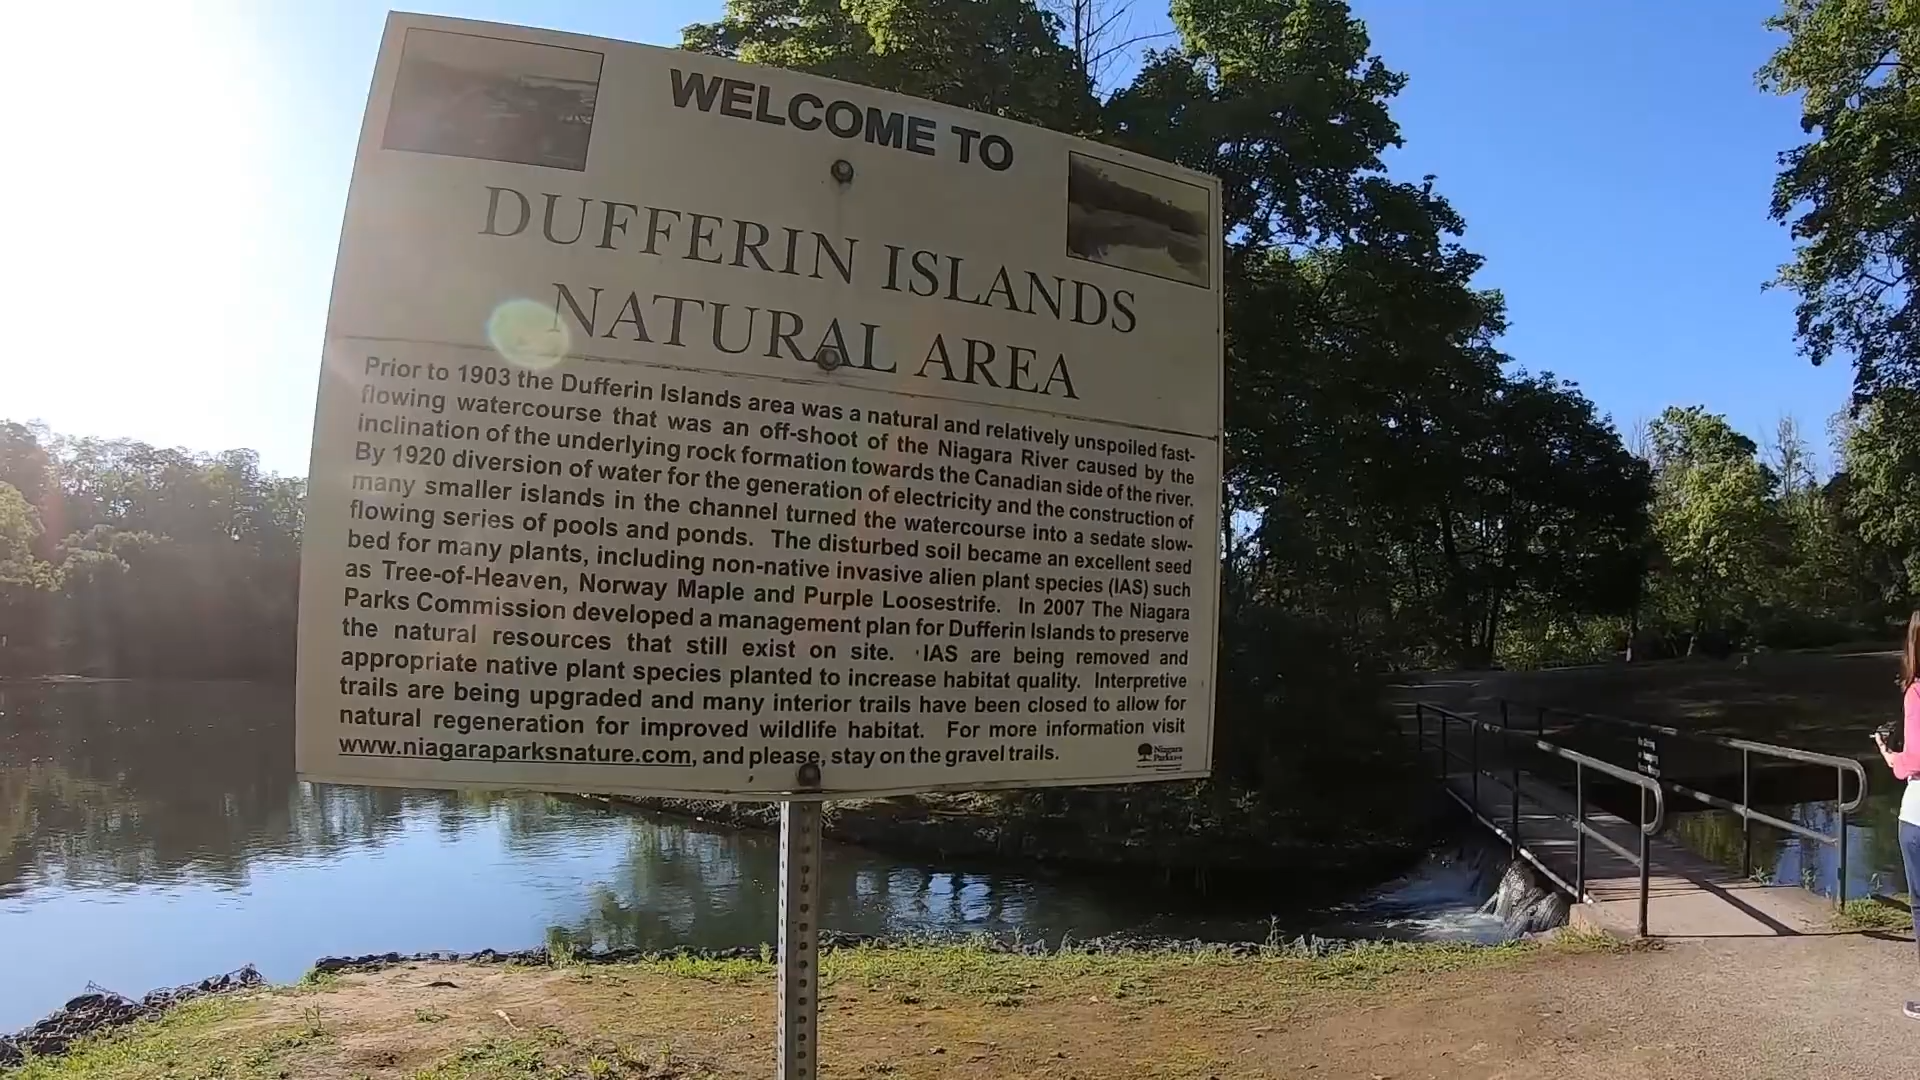 WELCOME TO
DUFFERIN ISLANDS
NATURAL AREA
Prior to 1903 the Dufferin Islands area was a natural and relatively unspoiled fast-
flowing watercourse that was an off-shoot of the Niagara River caused by the
inclination of the underlying rock formation towards the Canadian side of the river.
By 1920 diversion of water for the generation of electricity and the construction of
many smaller islands in the channel turned the watercourse into a sedate slow-
flowing series of pools and ponds. The disturbed soil became an excellent seed
bed for many plants, including non-native invasive alien plant species (IAS) such
as Tree-of-Heaven, Norway Maple and Purple Loosestrife. In 2007 The Niagara
Parks Commission developed a management plan for Dufferin Islands to preserve
the natural resources that still exist on site. IAS are being removed and
appropriate native plant species planted to increase habitat quality. Interpretive
trails are being upgraded and many interior trails have been closed to allow for
natural regeneration for improved wildlife habitat. For more information visit
www.niagaraparksnature.com, and please, stay on the gravel trails.
Niagara
Parks